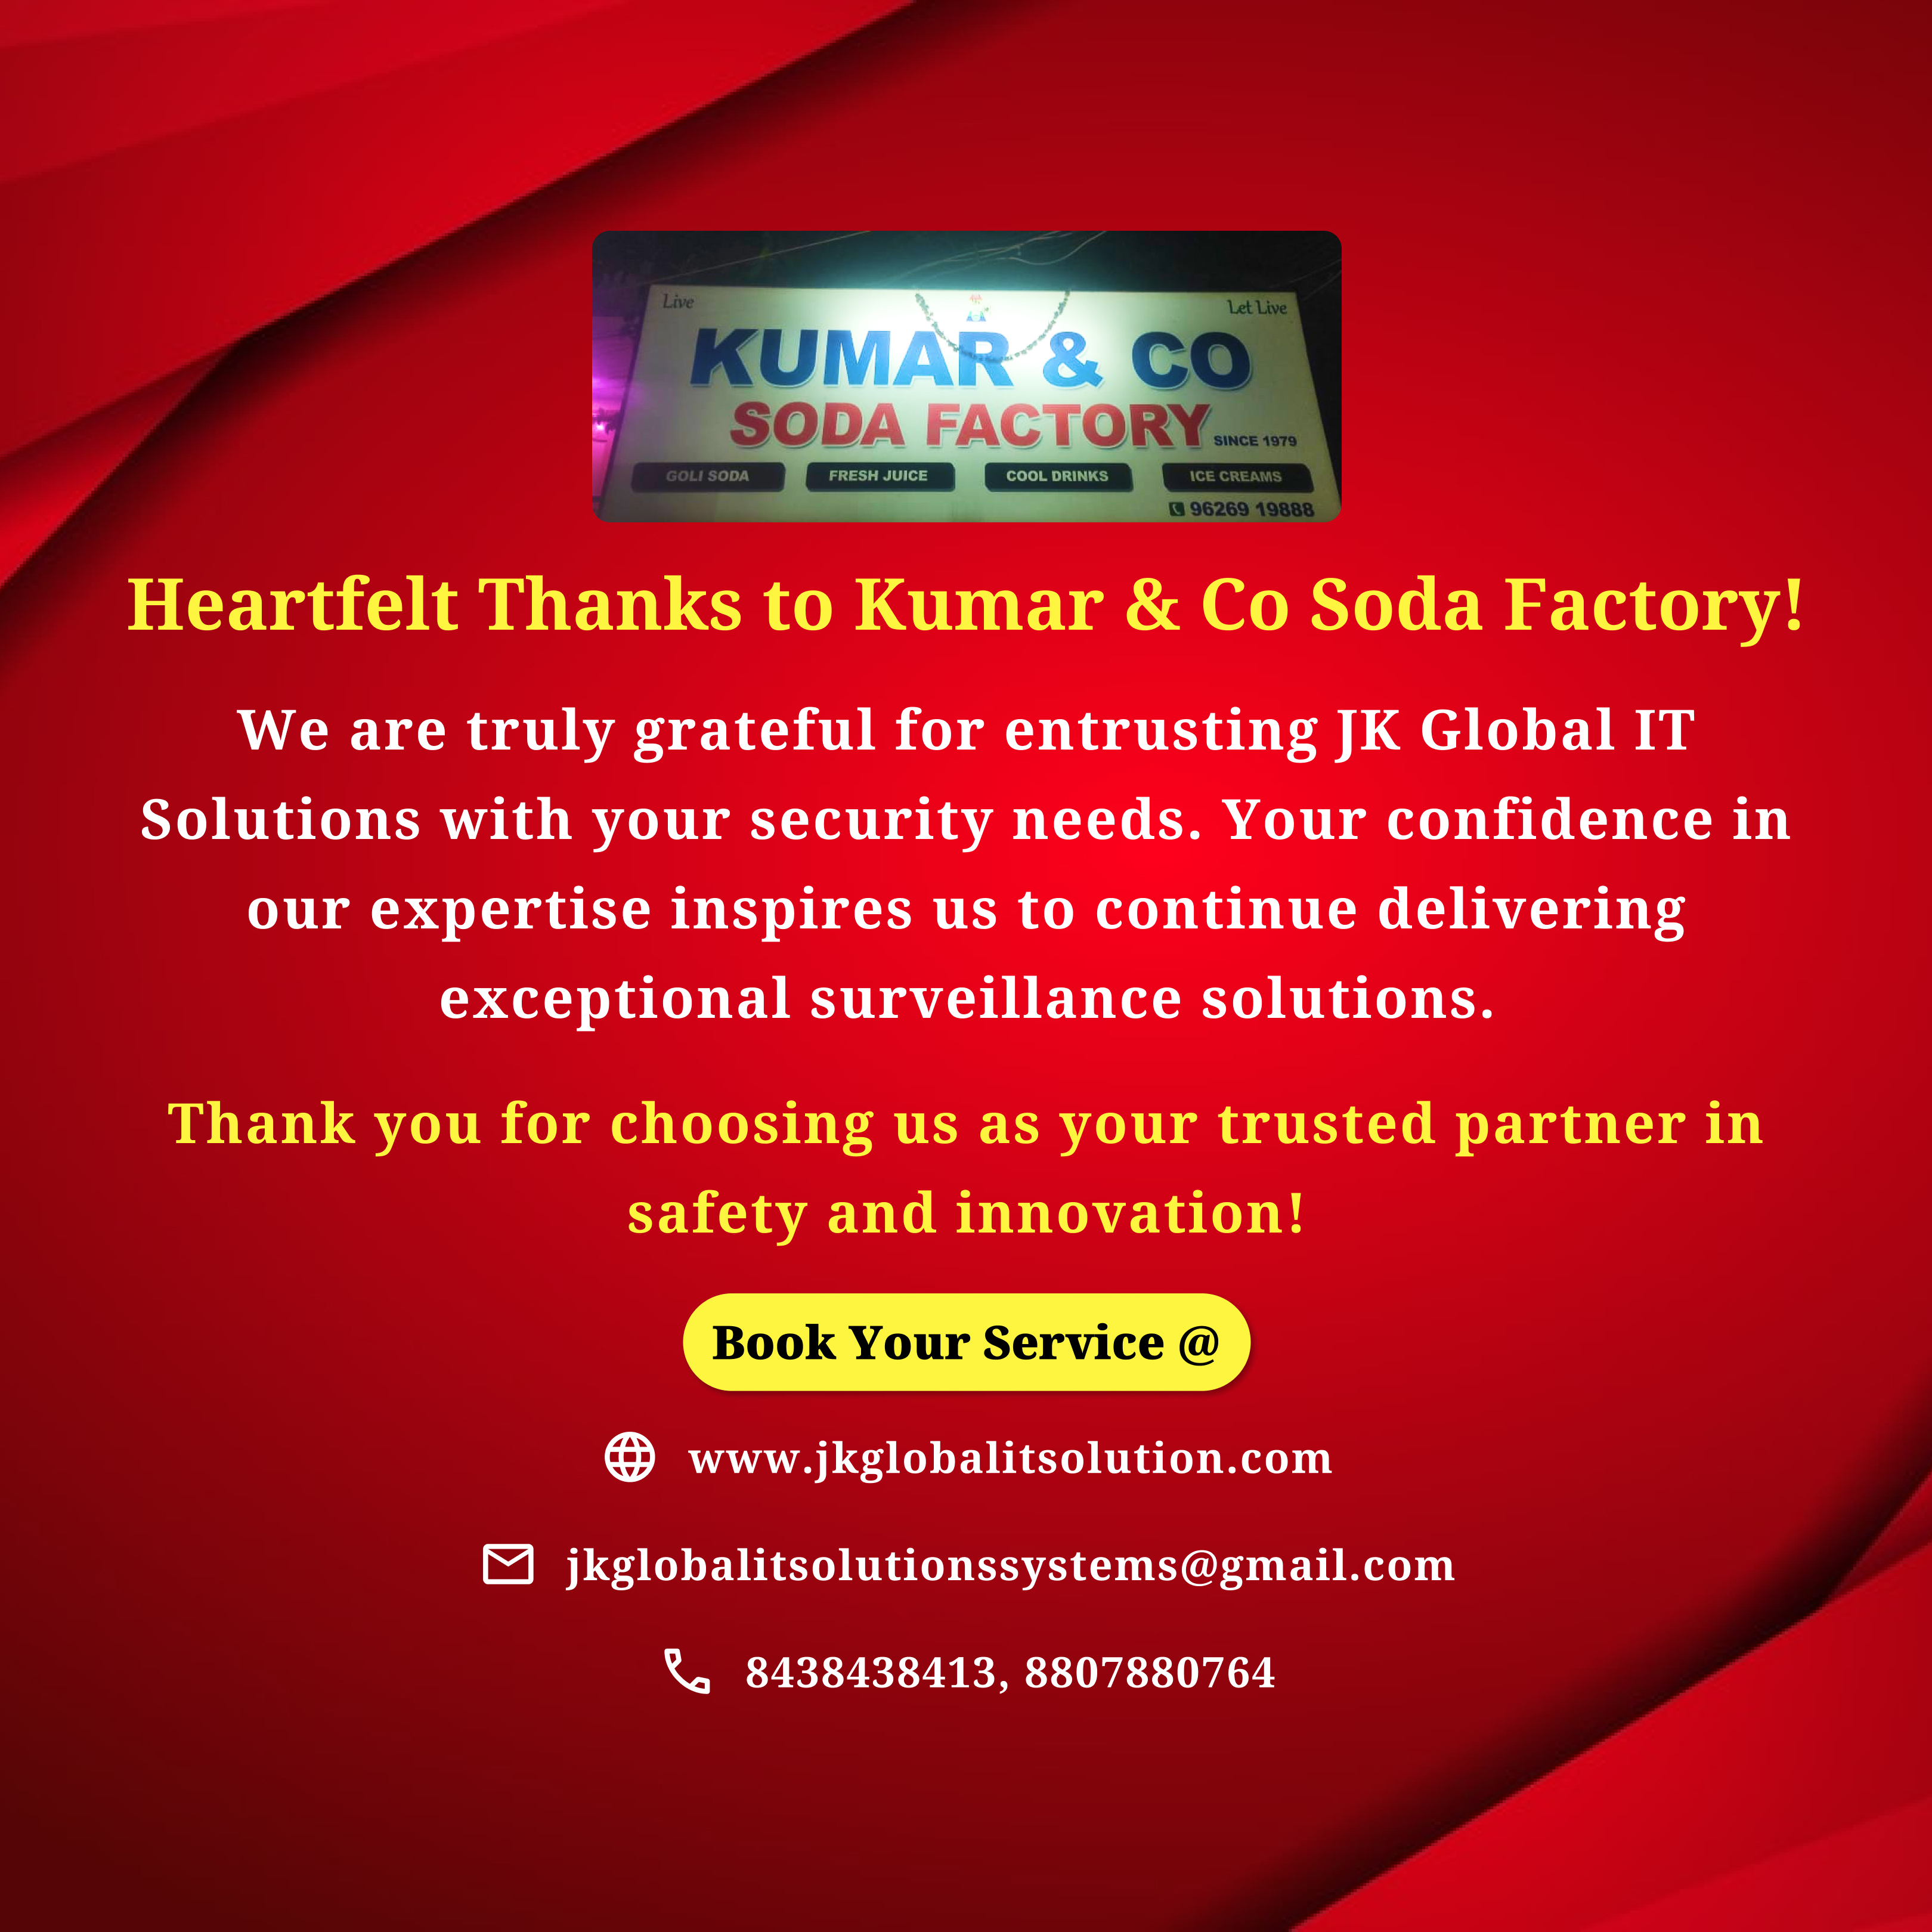 Live
Let Live
KUMAR & CO
SODA FACTORY
SINCE 1979
GOLI SODA FRESH JUICE COOL DRINKS ICE CREAMS
96269 19888
Heartfelt Thanks to Kumar & Co Soda Factory!
We are truly grateful for entrusting JK Global IT
Solutions with your security needs. Your confidence in
our expertise inspires us to continue delivering
exceptional surveillance solutions.
Thank you for choosing us as your trusted partner in
safety and innovation!
Book Your Service @
www.jkglobalitsolution.com
jkglobalitsolutionssystems@gmail.com
8438438413, 8807880764